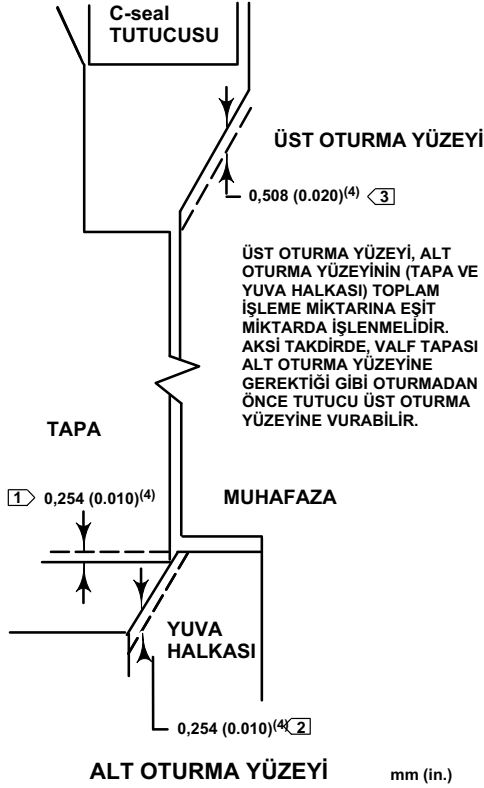 C-seal
TUTUCUSU
ÜST OTURMA YÜZEYİ
0,508 (0.020)(4) 3
ÜST OTURMA YÜZEYİ, ALT
OTURMA YÜZEYİNİN (TAPA VE
YUVA HALKASI) TOPLAM
İŞLEME MİKTARINA EŞİT
MİKTARDA İŞLENMELİDİR.
AKSİ TAKDİRDE, VALF TAPASI
ALT OTURMA YÜZEYİNE
GEREKTİĞİ GİBİ OTURMADAN
ÖNCE TUTUCU ÜST OTURMA
YÜZEYİNE VURABİLİR.
TAPA
1 0,254 (0.010)(4)
MUHAFAZA
YUVA
HALKASI
0,254 (0.010)(4) 2
ALT OTURMA YÜZEYİ
mm (in.)